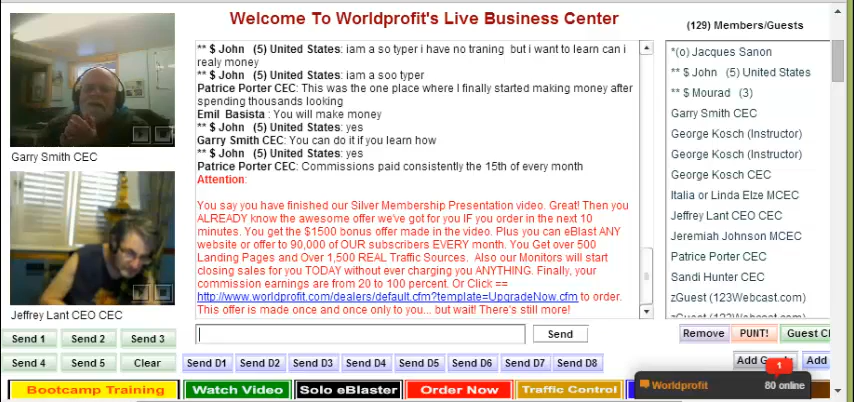 Welcome To Worldprofit's Live Business Center
(129) Members/Guests
Garry Smith CEC
Jeffrey Lant CEO CEC
** $ John (5) United States: iam a so typer i have no traning but i want to learn can i
realy money
** $ John (5) United States: iam a soo typer
Patrice Porter CEC: This was the one place where I finally started making money after
spending thousands looking
Emil Basista : You will make money
** $ John (5) United States: yes
Garry Smith CEC: You can do it if you learn how
** $ John (5) United States: yes
Patrice Porter CEC: Commissions paid consistently the 15th of every month
Attention:
You say you have finished our Silver Membership Presentation video. Great! Then you
ALREADY know the awesome offer we've got for you IF you order in the next 10
minutes. You get the $1500 bonus offer made in the video. Plus you can eBlast ANY
website or offer to 90,000 of OUR subscribers EVERY month. You Get over 500
Landing Pages and Over 1,500 REAL Traffic Sources. Also our Monitors will start
closing sales for you TODAY without ever charging you ANYTHING. Finally, your
commission earnings are from 20 to 100 percent. Or Click ==
http://www.worldprofit.com/dealers/default.cfm?template=UpgradeNow.cfm to order.
This offer is made once and once only to you... but wait! There's still more!
*(o) Jacques Sanon
** $ John (5) United States
** $ Mourad (3)
Garry Smith CEC
George Kosch (Instructor)
George Kosch (Instructor)
George Kosch CEC
Italia or Linda Elze MCEC
Jeffrey Lant CEO CEC
Jeremiah Johnson MCEC
Patrice Porter CEC
Sandi Hunter CEC
zGuest (123Webcast.com)
zGuest (123Webcast.com)
Send
Remove PUNT! Guest
Send 1 Send 2 Send 3
Send 4 Send 5 Clear
Send D1 Send D2 Send D3 Send D4 Send D5 Send D6 Send D7 Send D8
Add Add
Bootcamp Training Watch Video Solo eBlaster Order Now Traffic Control
1
Worldprofit 80 online